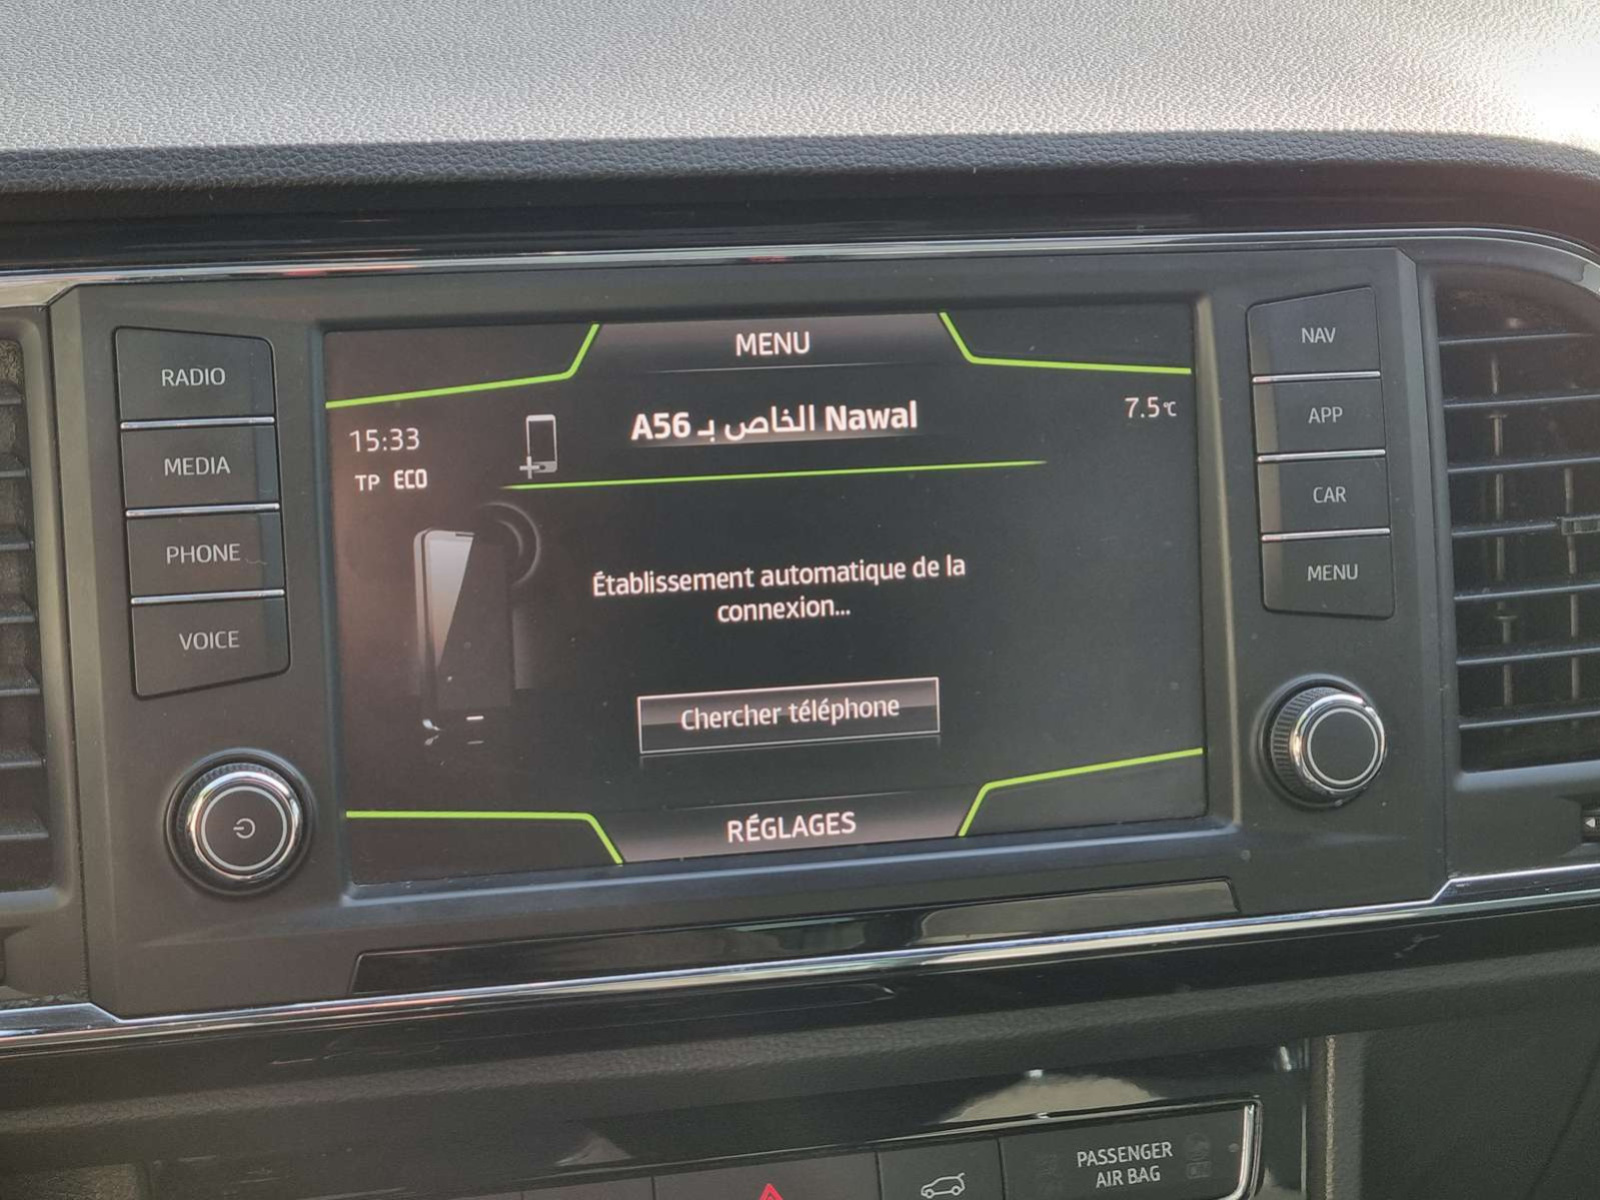 MENU
RADIO
MEDIA
PHONE
VOICE
15:33
TP ECO
A56 الخاص بـ Nawal
7.5°C
Établissement automatique de la
connexion...
Chercher téléphone
RÉGLAGES
NAV
APP
CAR
MENU
PASSENGER
AIR BAG